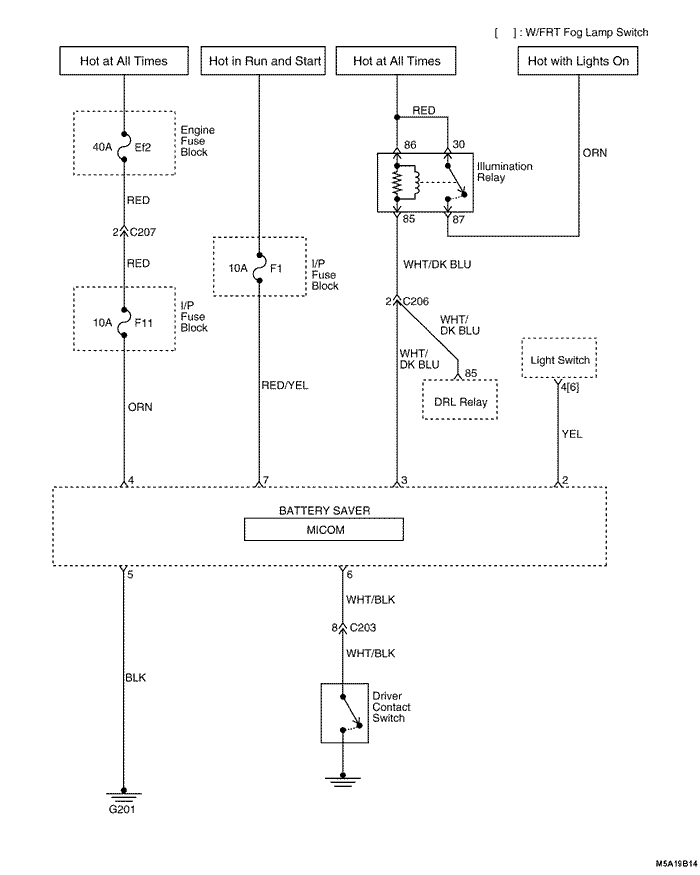 [ ] : W/FRT Fog Lamp Switch
Hot at All Times
Hot in Run and Start
Hot at All Times
Hot with Lights On
RED
40A
Ef2
Engine
Fuse
Block
86
30
ORN
Illumination
Relay
RED
85
87
2
C207
RED
10A
F1
I/P
Fuse
Block
WHT/DK BLU
10A
F11
I/P
Fuse
Block
2
C206
WHT/
DK BLU
WHT/
DK BLU
Light Switch
85
4[6}
DRL Relay
RED/YEL
ORN
YEL
4
7
3
2
BATTERY SAVER
MICOM
5
6
WHT/BLK
8
C203
WHT/BLK
BLK
Driver
Contact
Switch
G201
M5A19B14